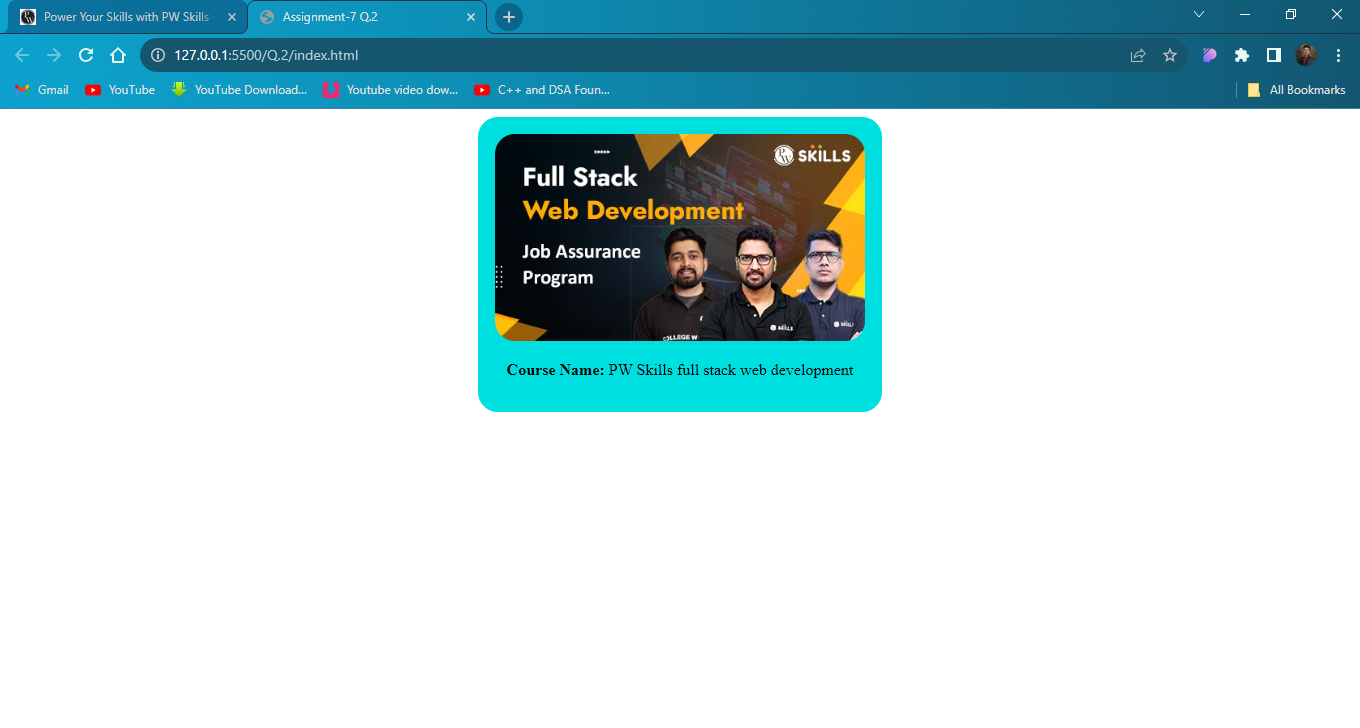 Power Your Skills with PW Skills
Assignment-7 Q.2
127.0.0.1:5500/Q.2/index.html
Gmail
YouTube
YouTube Download...
Youtube video dow...
C++ and DSA Foun...
All Bookmarks
PW SKILLS
Full Stack
Web Development
Job Assurance
Program
COLLEGE W
SKILLS
SKILL
Course Name: PW Skills full stack web development